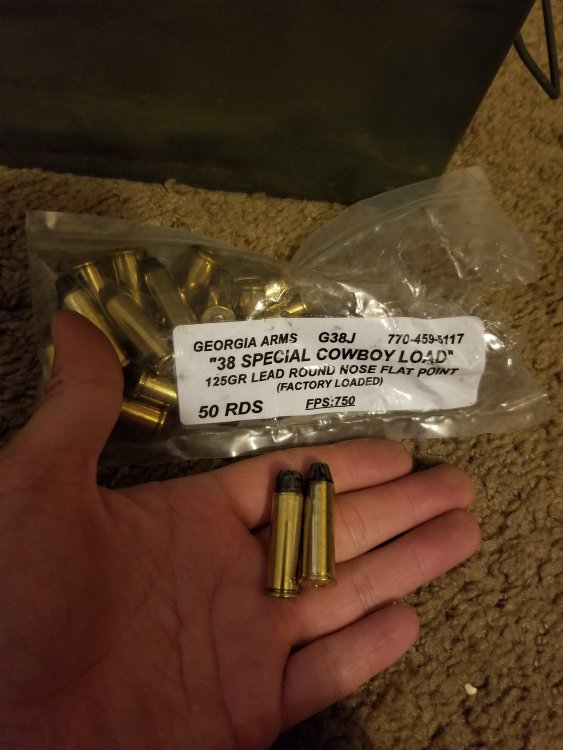 GEORGIA ARMS G38J 770-459-5117
"38 SPECIAL COWBOY LOAD"
125GR LEAD ROUND NOSE FLAT POINT
(FACTORY LOADED)
50 RDS FPS:750